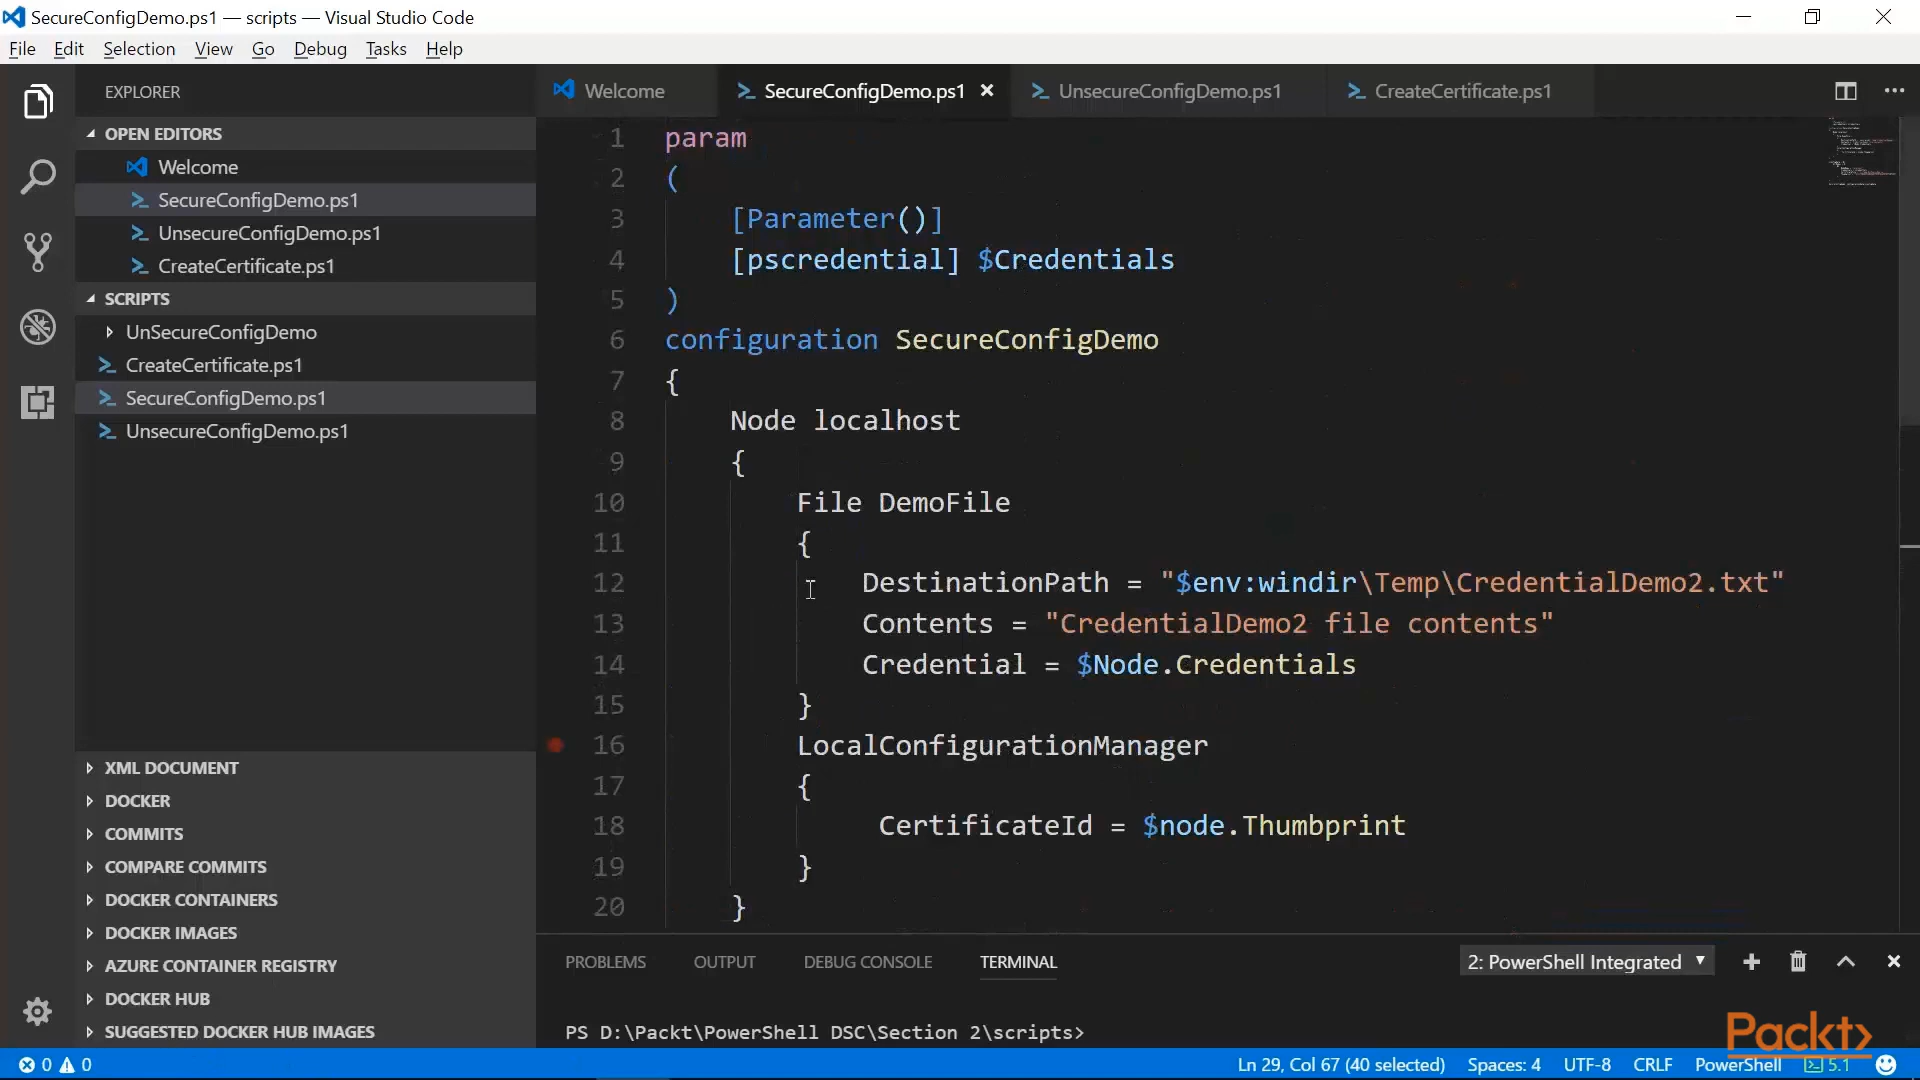 SecureConfigDemo.ps1 — scripts — Visual Studio Code
File Edit Selection View Go Debug Tasks Help
EXPLORER
OPEN EDITORS
Welcome
SecureConfigDemo.ps1
UnsecureConfigDemo.ps1
CreateCertificate.ps1
SCRIPTS
UnSecureConfigDemo
CreateCertificate.ps1
SecureConfigDemo.ps1
UnsecureConfigDemo.ps1
XML DOCUMENT
DOCKER
COMMITS
COMPARE COMMITS
DOCKER CONTAINERS
DOCKER IMAGES
AZURE CONTAINER REGISTRY
DOCKER HUB
SUGGESTED DOCKER HUB IMAGES
Welcome SecureConfigDemo.ps1 UnsecureConfigDemo.ps1 CreateCertificate.ps1
1 param
2 (
3 [Parameter()]
4 [pscredential] $Credentials
5 )
6 configuration SecureConfigDemo
7 {
8 Node localhost
9 {
10 File DemoFile
11 {
12 DestinationPath = "$env:windir\Temp\CredentialDemo2.txt"
13 Contents = "CredentialDemo2 file contents"
14 Credential = $Node.Credentials
15 }
16 LocalConfigurationManager
17 {
18 CertificateId = $node.Thumbprint
19 }
20 }
PROBLEMS OUTPUT DEBUG CONSOLE TERMINAL 2: PowerShell Integrated
PS D:\Packt\PowerShell DSC\Section 2\scripts>
Packt>
0 0 Ln 29, Col 67 (40 selected) Spaces: 4 UTF-8 CRLF PowerShell 5.1